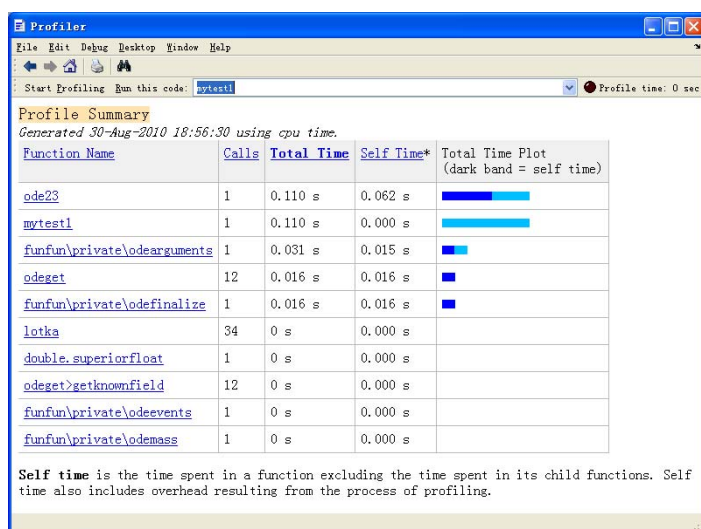 Profiler
File Edit Debug Desktop Window Help
Start Profiling Run this code: mytest1 Profile time: 0 sec
Profile Summary
Generated 30-Aug-2010 18:56:30 using cpu time.
Function Name Calls Total Time Self Time* Total Time Plot
(dark band = self time)
ode23 1 0.110 s 0.062 s
mytest1 1 0.110 s 0.000 s
funfun\private\odearguments 1 0.031 s 0.015 s
odeget 12 0.016 s 0.016 s
funfun\private\odefinalize 1 0.016 s 0.016 s
lotka 34 0 s 0.000 s
double.superiorfloat 1 0 s 0.000 s
odeget>getknownfield 12 0 s 0.000 s
funfun\private\odeevents 1 0 s 0.000 s
funfun\private\odemass 1 0 s 0.000 s
Self time is the time spent in a function excluding the time spent in its child functions. Self
time also includes overhead resulting from the process of profiling.